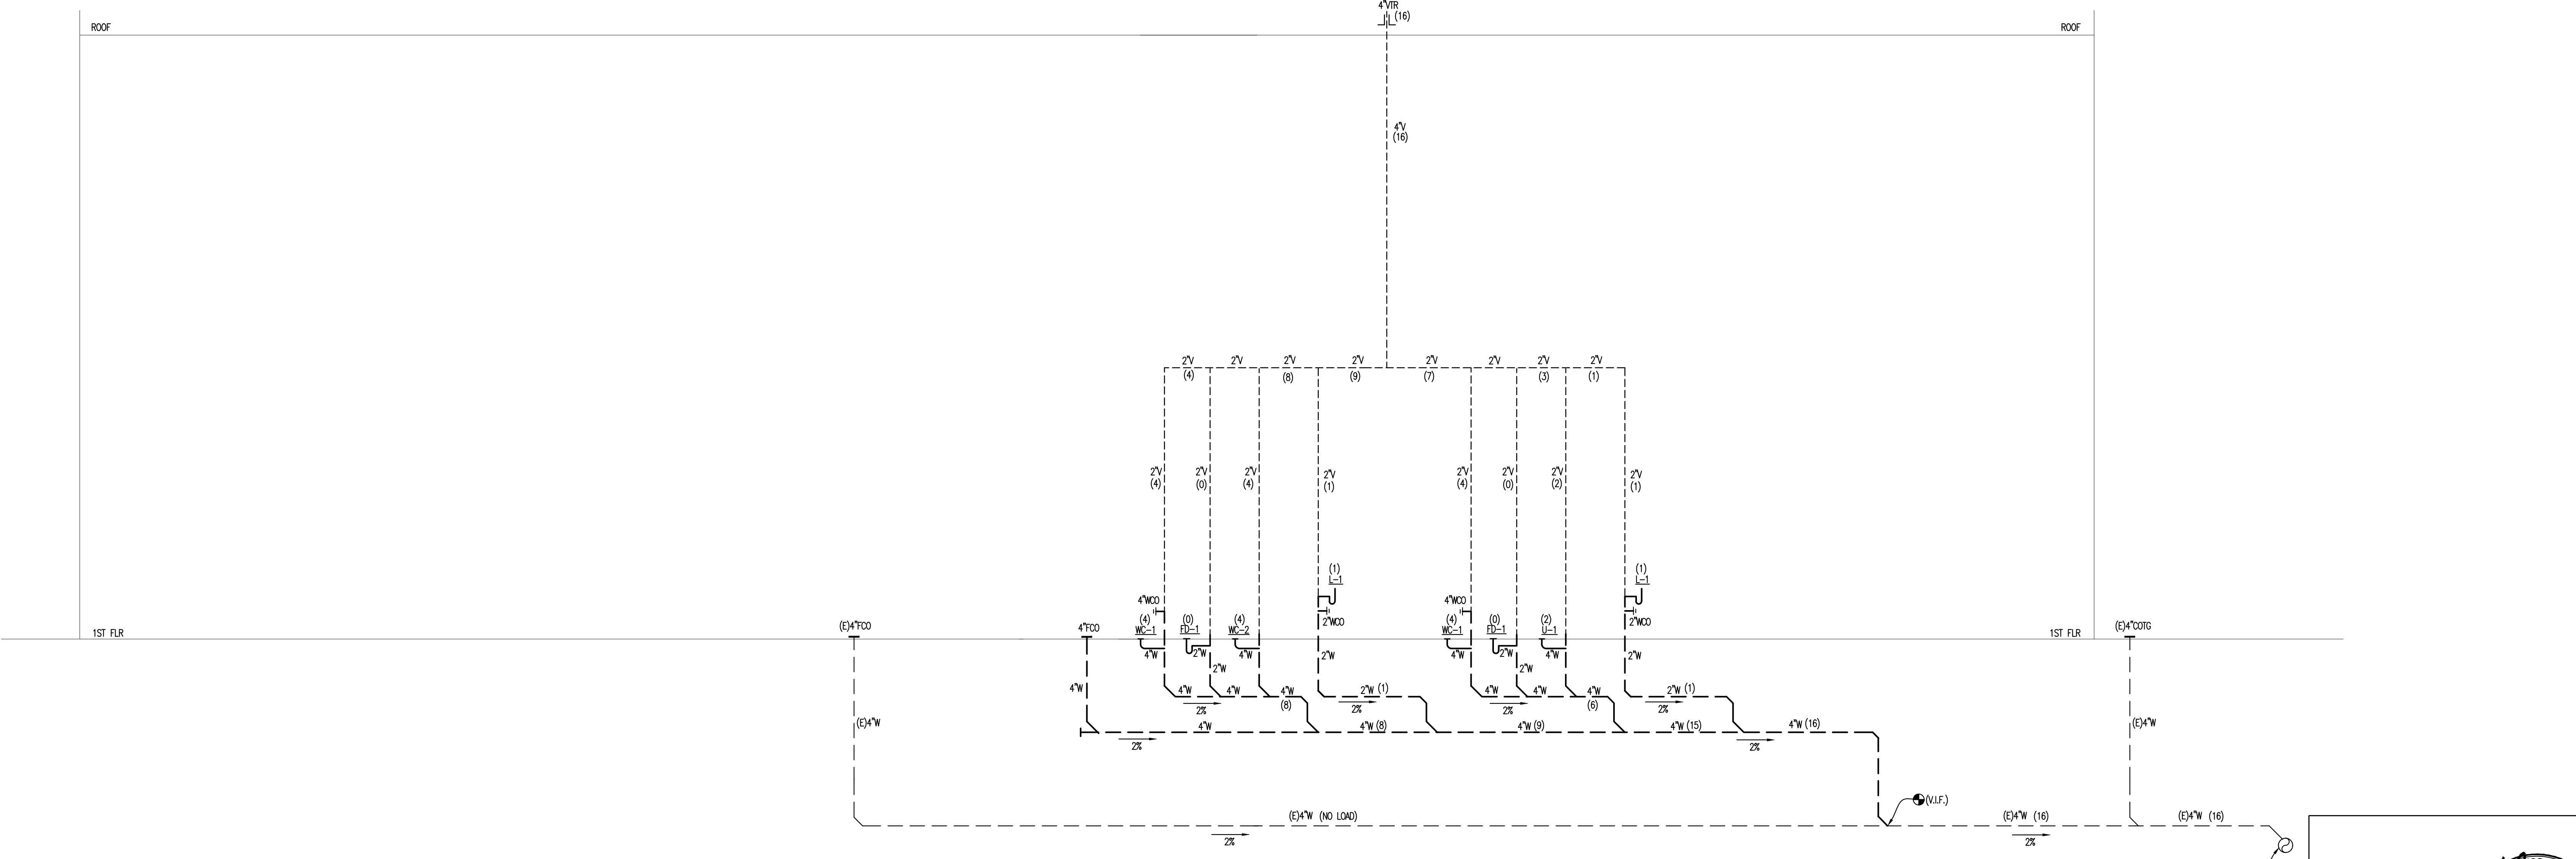 4"VTR
(16)
ROOF
ROOF
4"V
(16)
2"V
2"V
2"V
2"V
2"V
2"V
2"V
2"V
(4)
(8)
(9)
(7)
(3)
(1)
2"V
(4)
2"V
(0)
2"V
(4)
2"V
(1)
2"V
(4)
2"V
(0)
2"V
(2)
2"V
(1)
(1)
L-1
(1)
L-1
4"WCO
4"WCO
(4)
WC-1
(0)
FD-1
(4)
WC-2
2"WCO
(4)
WC-1
(0)
FD-1
(2)
U-1
2"WCO
1ST FLR
(E)4"FCO
4"FCO
1ST FLR
(E)4"COTG
4"W
2"W
4"W
2"W
4"W
2"W
4"W
2"W
2"W
2"W
4"W
4"W
4"W
4"W
(8)
2"W (1)
4"W
4"W
4"W
(6)
2"W (1)
2%
2%
2%
2%
(E)4"W
4"W
4"W (8)
4"W (9)
4"W (15)
4"W (16)
(E)4"W
2%
2%
(V.I.F.)
(E)4"W (NO LOAD)
(E)4"W (16)
(E)4"W (16)
2%
2%